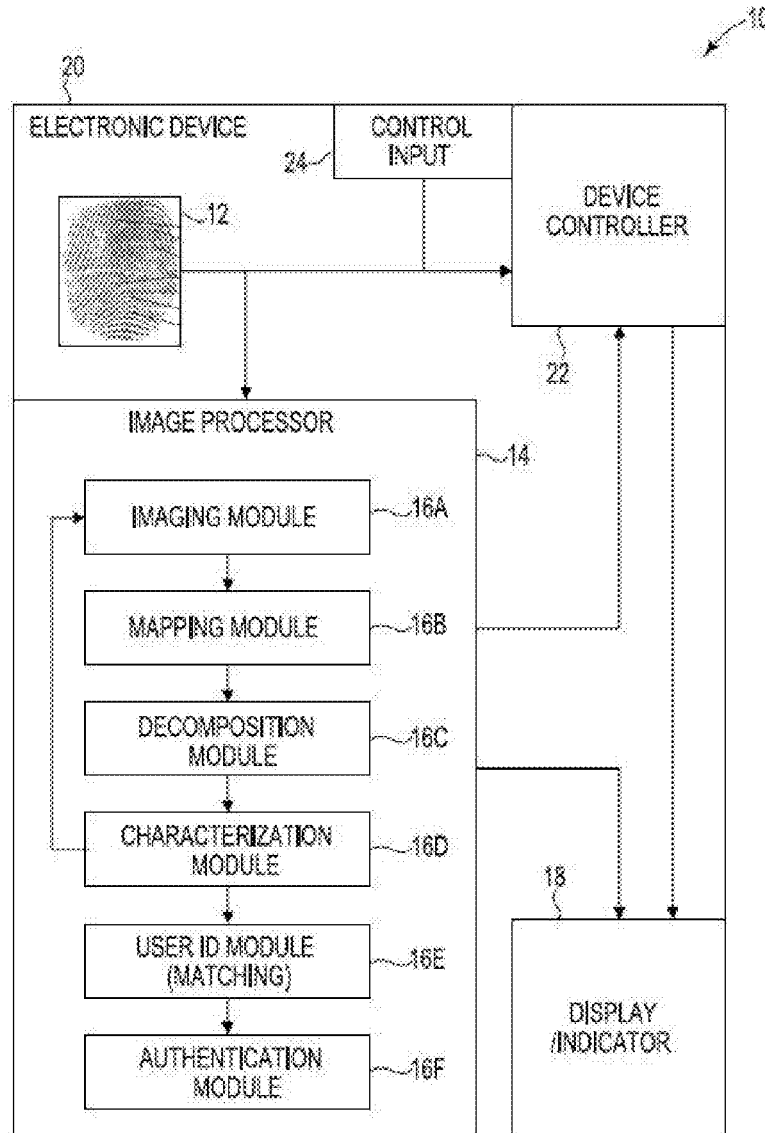 10
20
ELECTRONIC DEVICE
24
CONTROL
INPUT
DEVICE
CONTROLLER
12
22
IMAGE PROCESSOR
14
IMAGING MODULE
16A
MAPPING MODULE
16B
DECOMPOSITION
MODULE
16C
CHARACTERIZATION
MODULE
16D
USER ID MODULE
(MATCHING)
16E
AUTHENTICATION
MODULE
16F
18
DISPLAY
/INDICATOR